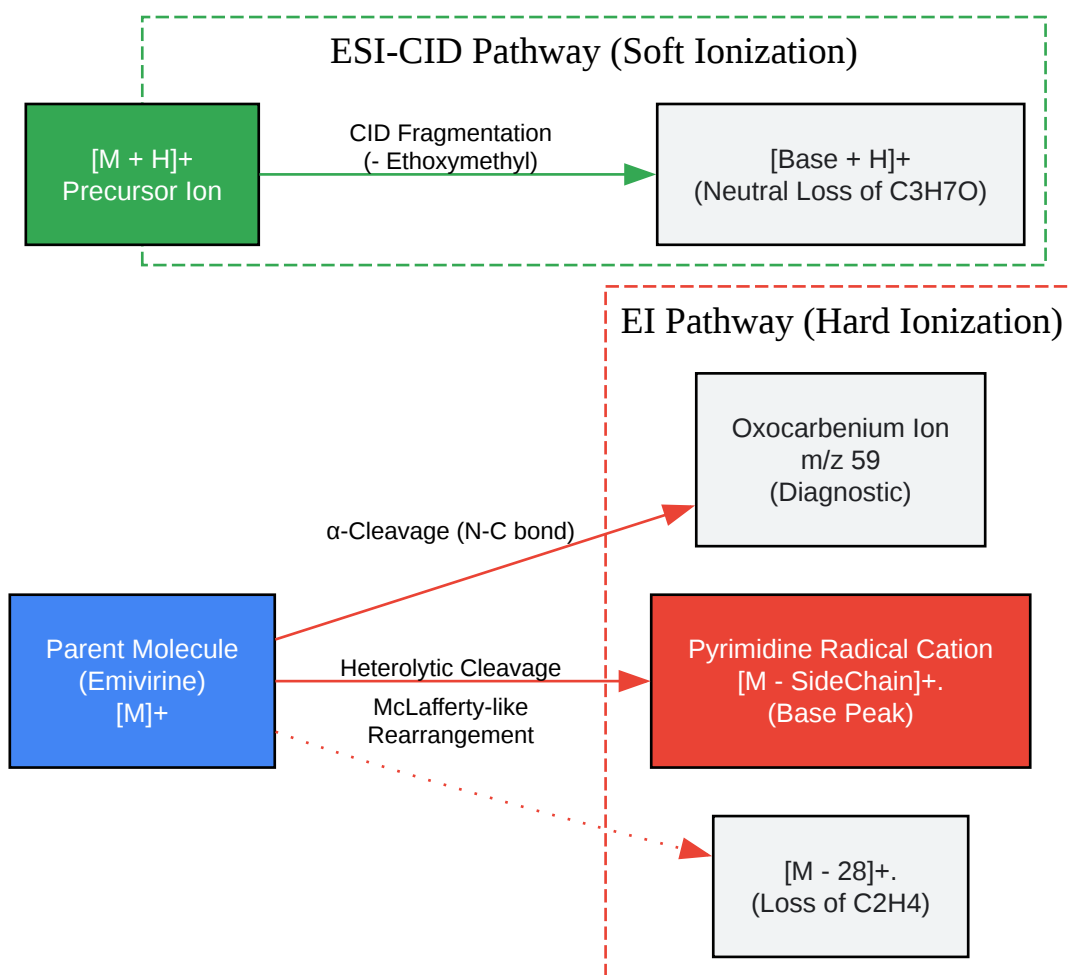 ESI-CID Pathway (Soft Ionization)
[M + H]+
Precursor Ion
CID Fragmentation
(- Ethoxymethyl)
[Base + H]+
(Neutral Loss of C3H7O)
EI Pathway (Hard Ionization)
Oxocarbenium Ion
m/z 59
(Diagnostic)
α-Cleavage (N-C bond)
Parent Molecule
(Emivirine)
[M]+
Heterolytic Cleavage
McLafferty-like
Rearrangement
Pyrimidine Radical Cation
[M - SideChain]+.
(Base Peak)
[M - 28]+.
(Loss of C2H4)